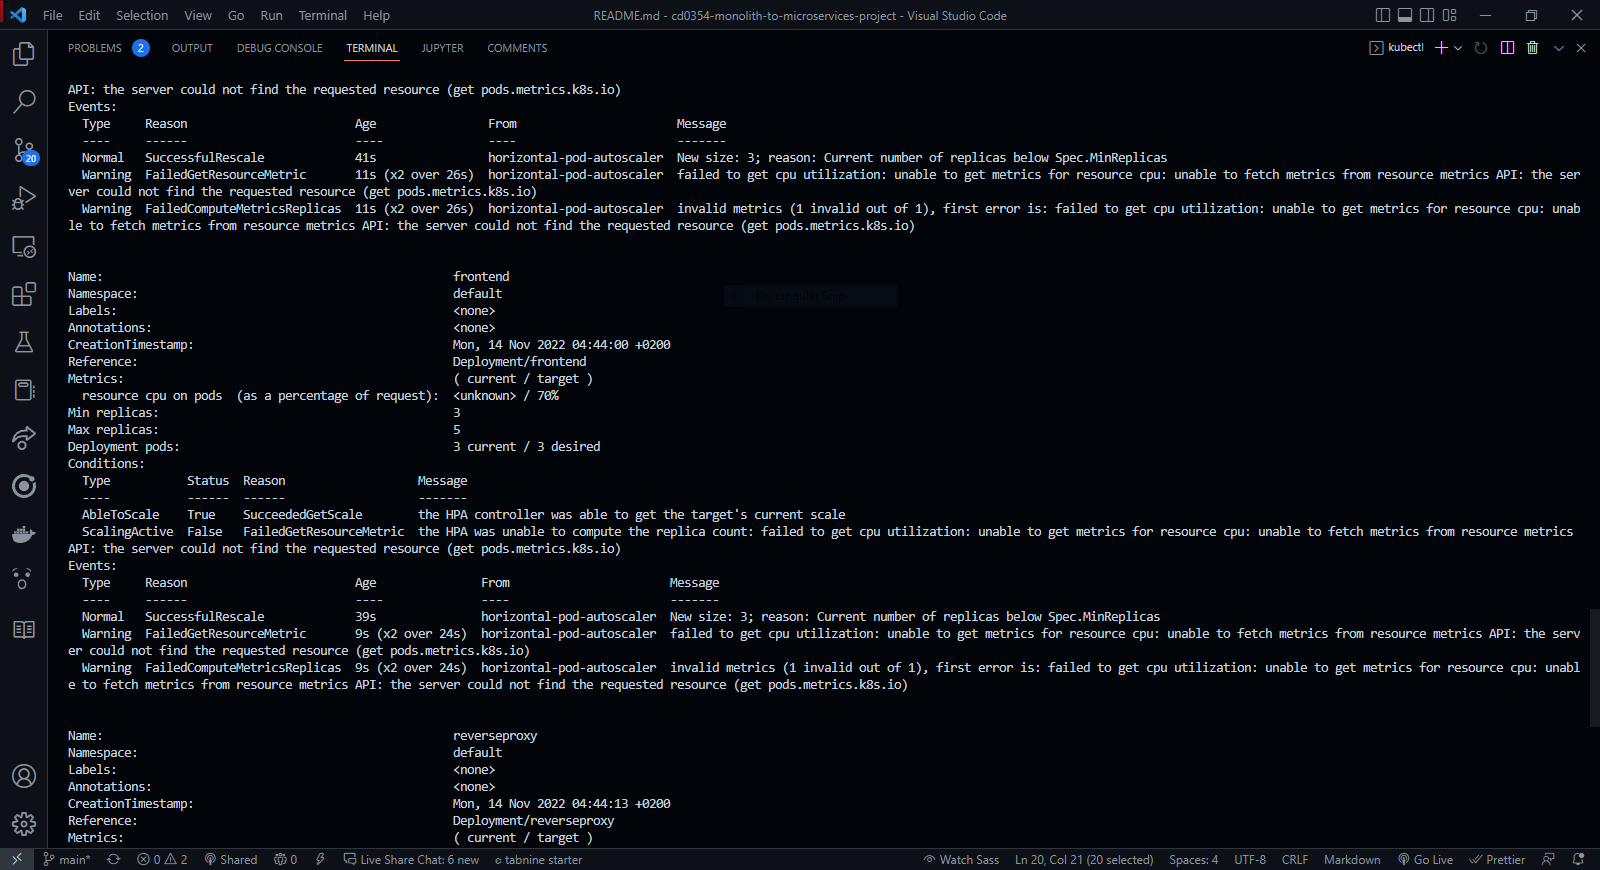 File Edit Selection View Go Run Terminal Help README.md - cd0354-monolith-to-microservices-project - Visual Studio Code
PROBLEMS 2 OUTPUT DEBUG CONSOLE TERMINAL JUPYTER COMMENTS kubectl
API: the server could not find the requested resource (get pods.metrics.k8s.io)
Events:
Type Reason Age From Message
---- ------ ---- ---- -------
Normal SuccessfulRescale 41s horizontal-pod-autoscaler New size: 3; reason: Current number of replicas below Spec.MinReplicas
Warning FailedGetResourceMetric 11s (x2 over 26s) horizontal-pod-autoscaler failed to get cpu utilization: unable to get metrics for resource cpu: unable to fetch metrics from resource metrics API: the ser
ver could not find the requested resource (get pods.metrics.k8s.io)
Warning FailedComputeMetricsReplicas 11s (x2 over 26s) horizontal-pod-autoscaler invalid metrics (1 invalid out of 1), first error is: failed to get cpu utilization: unable to get metrics for resource cpu: unab
le to fetch metrics from resource metrics API: the server could not find the requested resource (get pods.metrics.k8s.io)
Name: frontend
Namespace: default
Labels: <none>
Annotations: <none>
CreationTimestamp: Mon, 14 Nov 2022 04:44:00 +0200
Reference: Deployment/frontend
Metrics: ( current / target )
resource cpu on pods (as a percentage of request): <unknown> / 70%
Min replicas: 3
Max replicas: 5
Deployment pods: 3 current / 3 desired
Conditions:
Type Status Reason Message
---- ------ ------ -------
AbleToScale True SucceededGetScale the HPA controller was able to get the target's current scale
ScalingActive False FailedGetResourceMetric the HPA was unable to compute the replica count: failed to get cpu utilization: unable to get metrics for resource cpu: unable to fetch metrics from resource metrics
API: the server could not find the requested resource (get pods.metrics.k8s.io)
Events:
Type Reason Age From Message
---- ------ ---- ---- -------
Normal SuccessfulRescale 39s horizontal-pod-autoscaler New size: 3; reason: Current number of replicas below Spec.MinReplicas
Warning FailedGetResourceMetric 9s (x2 over 24s) horizontal-pod-autoscaler failed to get cpu utilization: unable to get metrics for resource cpu: unable to fetch metrics from resource metrics API: the serv
er could not find the requested resource (get pods.metrics.k8s.io)
Warning FailedComputeMetricsReplicas 9s (x2 over 24s) horizontal-pod-autoscaler invalid metrics (1 invalid out of 1), first error is: failed to get cpu utilization: unable to get metrics for resource cpu: unabl
e to fetch metrics from resource metrics API: the server could not find the requested resource (get pods.metrics.k8s.io)
Name: reverseproxy
Namespace: default
Labels: <none>
Annotations: <none>
CreationTimestamp: Mon, 14 Nov 2022 04:44:13 +0200
Reference: Deployment/reverseproxy
Metrics: ( current / target )
20
main* 0 2 Shared 0 Live Share Chat: 6 new tabnine starter Watch Sass Ln 20, Col 21 (20 selected) Spaces: 4 UTF-8 CRLF Markdown Go Live Prettier